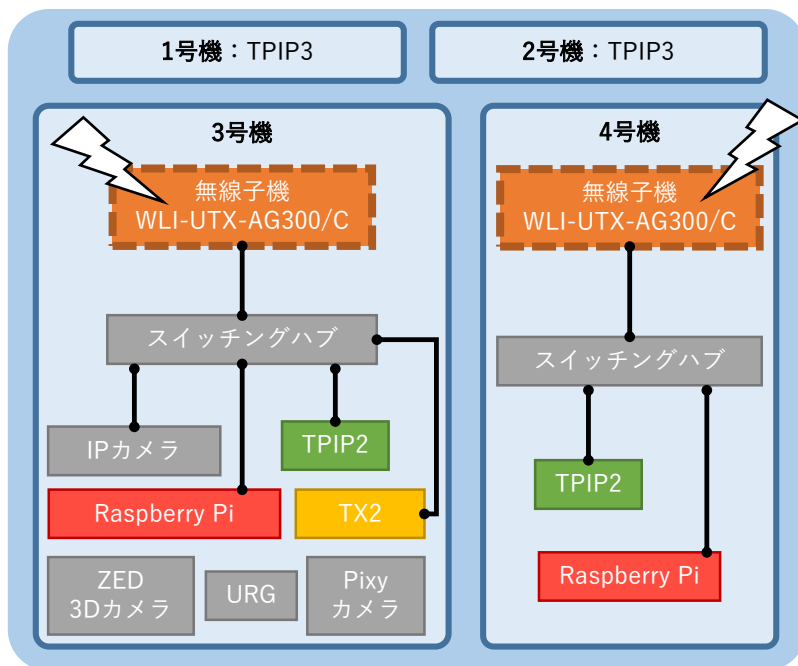 1号機：TPIP3
2号機：TPIP3
3号機
無線子機
WLI-UTX-AG300/C
スイッチングハブ
IPカメラ
TPIP2
Raspberry Pi
TX2
ZED
3Dカメラ
URG
Pixy
カメラ
4号機
無線子機
WLI-UTX-AG300/C
スイッチングハブ
TPIP2
Raspberry Pi